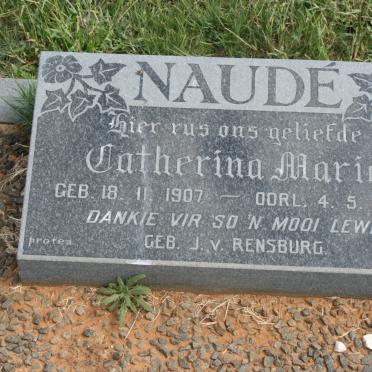 NAUDÉ
Hier rus ons geliefde
Catherina Mari
GEB. 18. 11. 1907 — OORL. 4. 5.
DANKIE VIR SO 'N MOOI LEWE
protea GEB. J. v. RENSBURG.